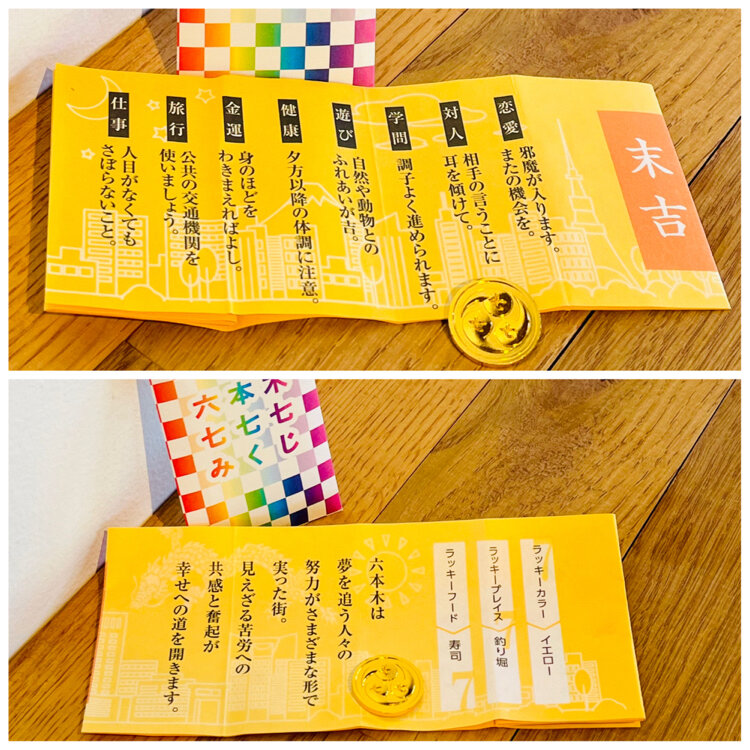 末吉
恋愛
邪魔が入ります。
またの機会を。
対人
相手の言うことに
耳を傾けて。
学問
調子よく進められます。
遊び
自然や動物との
ふれあいが吉。
健康
夕方以降の体調に注意。
金運
身のほどを
わきまえればよし。
旅行
公共の交通機関を
使いましょう。
仕事
人目がなくても
さぼらないこと。
木七じ
本七く
六七み
ラッキーカラー イエロー
ラッキープレイス 釣り堀
ラッキーフード 寿司
7
7
六本木は
夢を追う人々の
努力がさまざまな形で
実った街。
見えざる苦労への
共感と奮起が
幸せへの道を開きます。